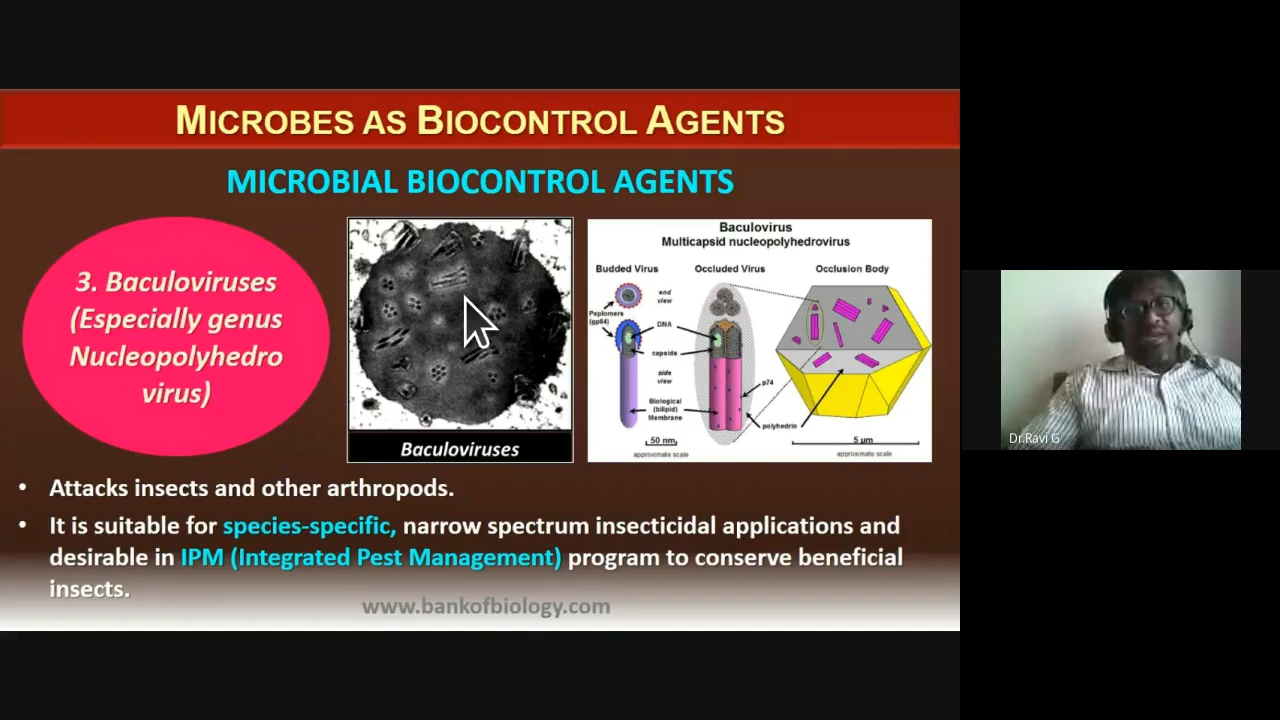 MICROBES AS BIOCONTROL AGENTS
MICROBIAL BIOCONTROL AGENTS
3. Baculoviruses
(Especially genus
Nucleopolyhedro
virus)
Baculoviruses
Baculovirus
Multicapsid nucleopolyhedrovirus
Budded Virus
Occluded Virus
Occlusion Body
end
view
Peplomers
(gp64)
DNA
capsids
side
view
p74
Biological
(bilipid)
Membrane
polyhedrin
50 nm
5 µm
approximate scale
approximate scale
• Attacks insects and other arthropods.
• It is suitable for species-specific, narrow spectrum insecticidal applications and
desirable in IPM (Integrated Pest Management) program to conserve beneficial
insects.
www.bankofbiology.com
Dr.Ravi G